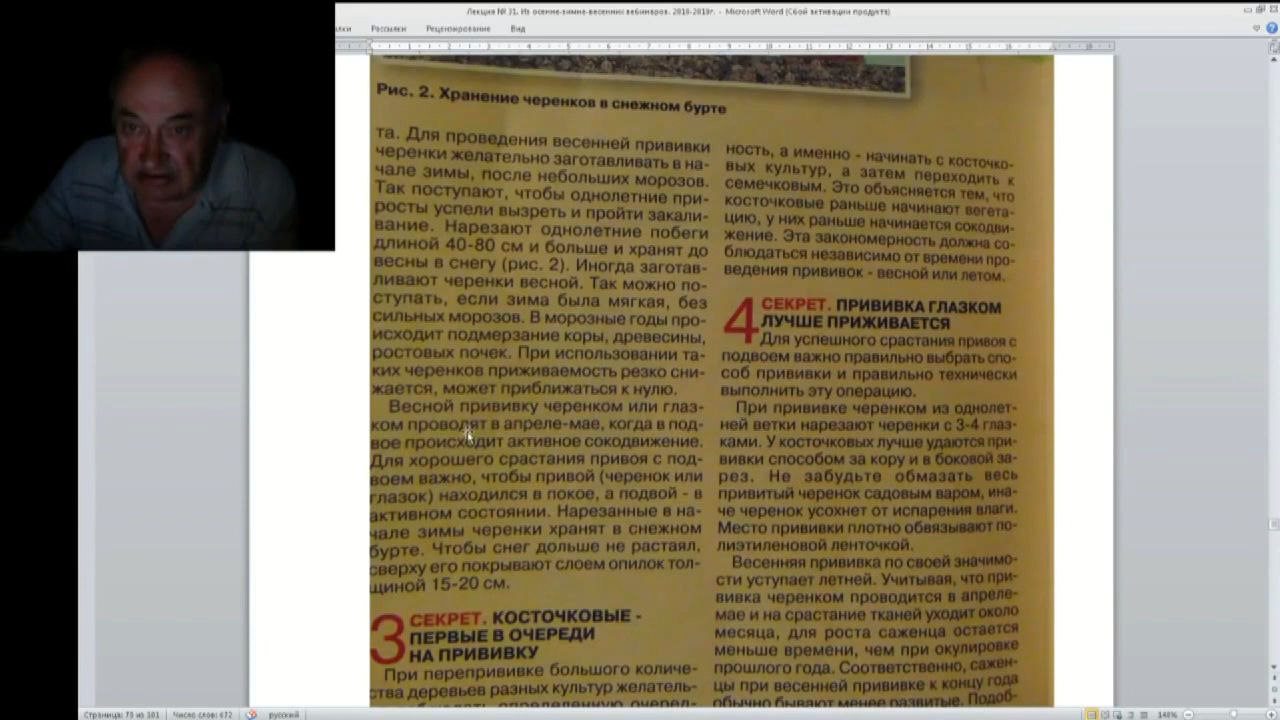 Лекция № 31. Из осенне-зимне-весенних вебинаров. 2018-2019г. - Microsoft Word (Сбой активации продукта)
лки Рассылки Рецензирование Вид
Рис. 2. Хранение черенков в снежном бурте
та. Для проведения весенней прививки
черенки желательно заготавливать в на-
чале зимы, после небольших морозов.
Так поступают, чтобы однолетние при-
росты успели вызреть и пройти закали-
вание. Нарезают однолетние побеги
длиной 40-80 см и больше и хранят до
весны в снегу (рис. 2). Иногда заготав-
ливают черенки весной. Так можно по-
ступать, если зима была мягкая, без
сильных морозов. В морозные годы про-
исходит подмерзание коры, древесины,
ростовых почек. При использовании та-
ких черенков приживаемость резко сни-
жается, может приближаться к нулю.
Весной прививку черенком или глаз-
ком проводят в апреле-мае, когда в под-
вое происходит активное сокодвижение.
Для хорошего срастания привоя с под-
воем важно, чтобы привой (черенок или
глазок) находился в покое, а подвой - в
активном состоянии. Нарезанные в на-
чале зимы черенки хранят в снежном
бурте. Чтобы снег дольше не растаял,
сверху его покрывают слоем опилок тол-
щиной 15-20 см.
3 СЕКРЕТ. КОСТОЧКОВЫЕ -
ПЕРВЫЕ В ОЧЕРЕДИ
НА ПРИВИВКУ
При перепрививке большого количе-
ства деревьев разных культур желатель-
но соблюдать определенную очеред-
ность, а именно - начинать с косточко-
вых культур, а затем переходить к
семечковым. Это объясняется тем, что
косточковые раньше начинают вегета-
цию, у них раньше начинается сокодви-
жение. Эта закономерность должна со-
блюдаться независимо от времени про-
ведения прививок - весной или летом.
4 СЕКРЕТ. ПРИВИВКА ГЛАЗКОМ
ЛУЧШЕ ПРИЖИВАЕТСЯ
Для успешного срастания привоя с
подвоем важно правильно выбрать спо-
соб прививки и правильно технически
выполнить эту операцию.
При прививке черенком из однолет-
ней ветки нарезают черенки с 3-4 глаз-
ками. У косточковых лучше удаются при-
вивки способом за кору и в боковой за-
рез. Не забудьте обмазать весь
привитый черенок садовым варом, ина-
че черенок усохнет от испарения влаги.
Место прививки плотно обвязывают по-
лиэтиленовой ленточкой.
Весенняя прививка по своей значимо-
сти уступает летней. Учитывая, что при-
вивка черенком проводится в апреле-
мае и на срастание тканей уходит около
месяца, для роста саженца остается
меньше времени, чем при окулировке
прошлого года. Соответственно, сажен-
цы при весенней прививке к концу года
обычно бывают менее развитые. Подоб-
Страница: 73 из 181 Число слов: 672 русский 148%